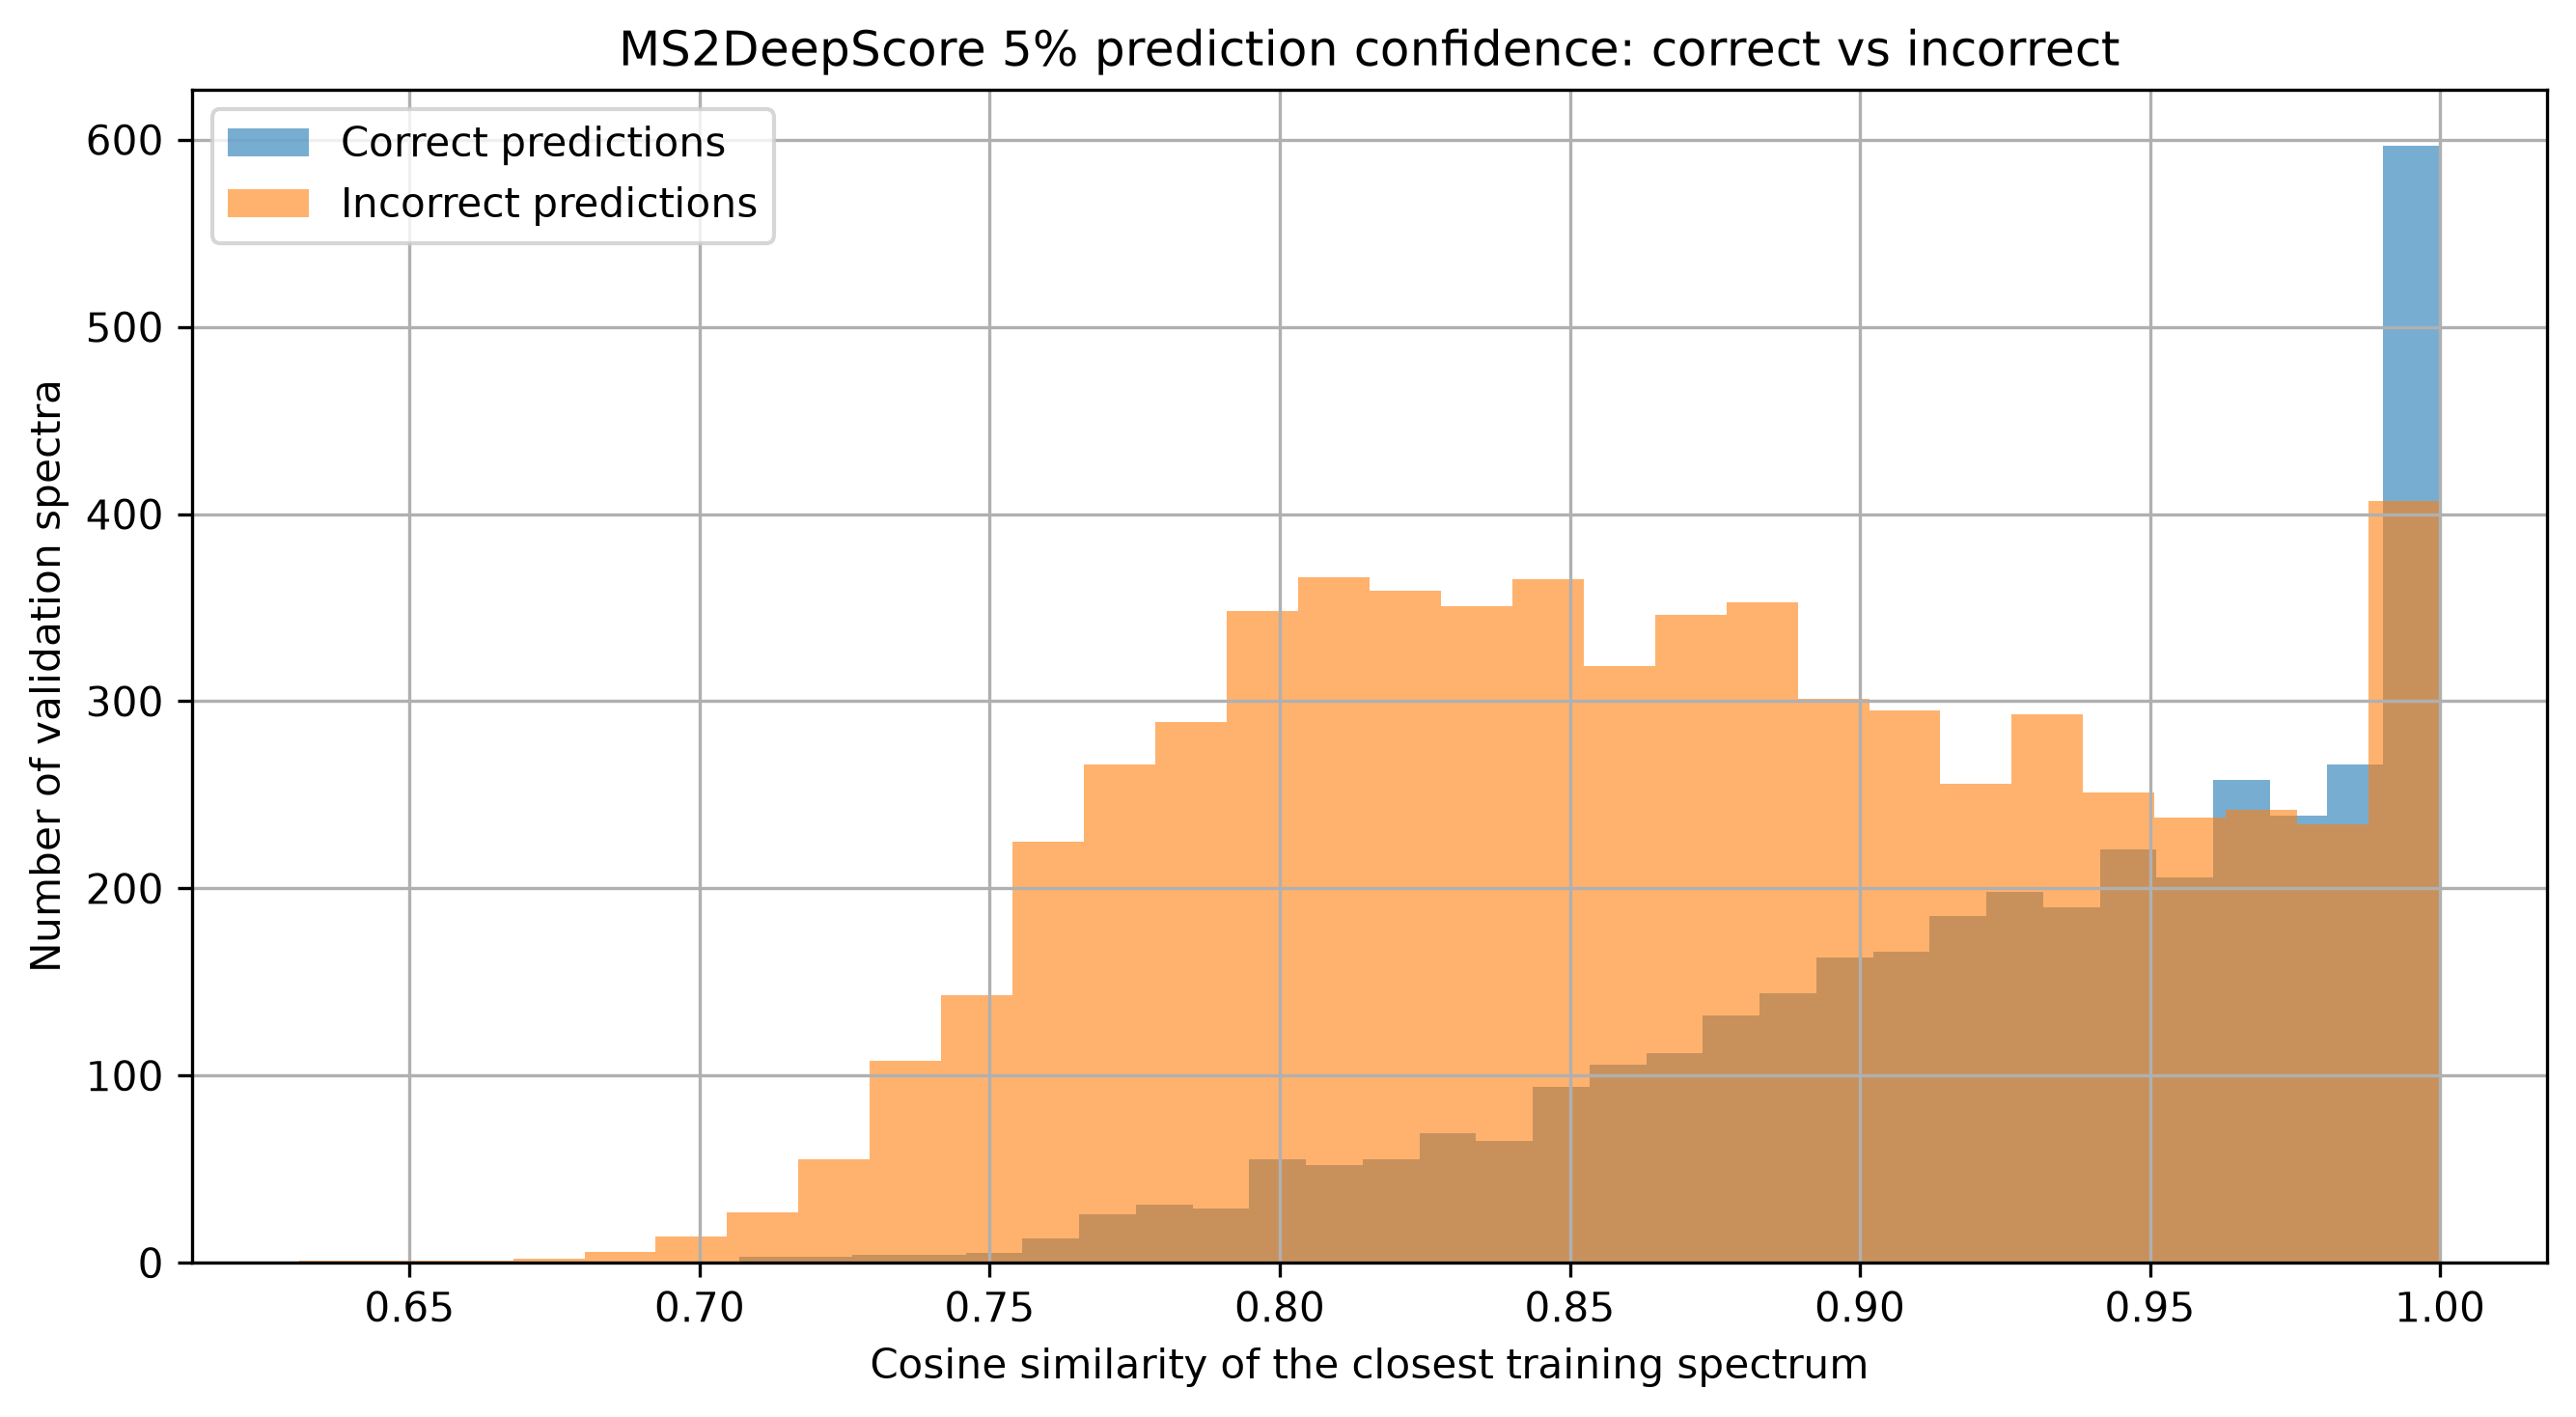 MS2DeepScore 5% prediction confidence: correct vs incorrect
Correct predictions
Incorrect predictions
Number of validation spectra
600
500
400
300
200
100
0
0.65 0.70 0.75 0.80 0.85 0.90 0.95 1.00
Cosine similarity of the closest training spectrum